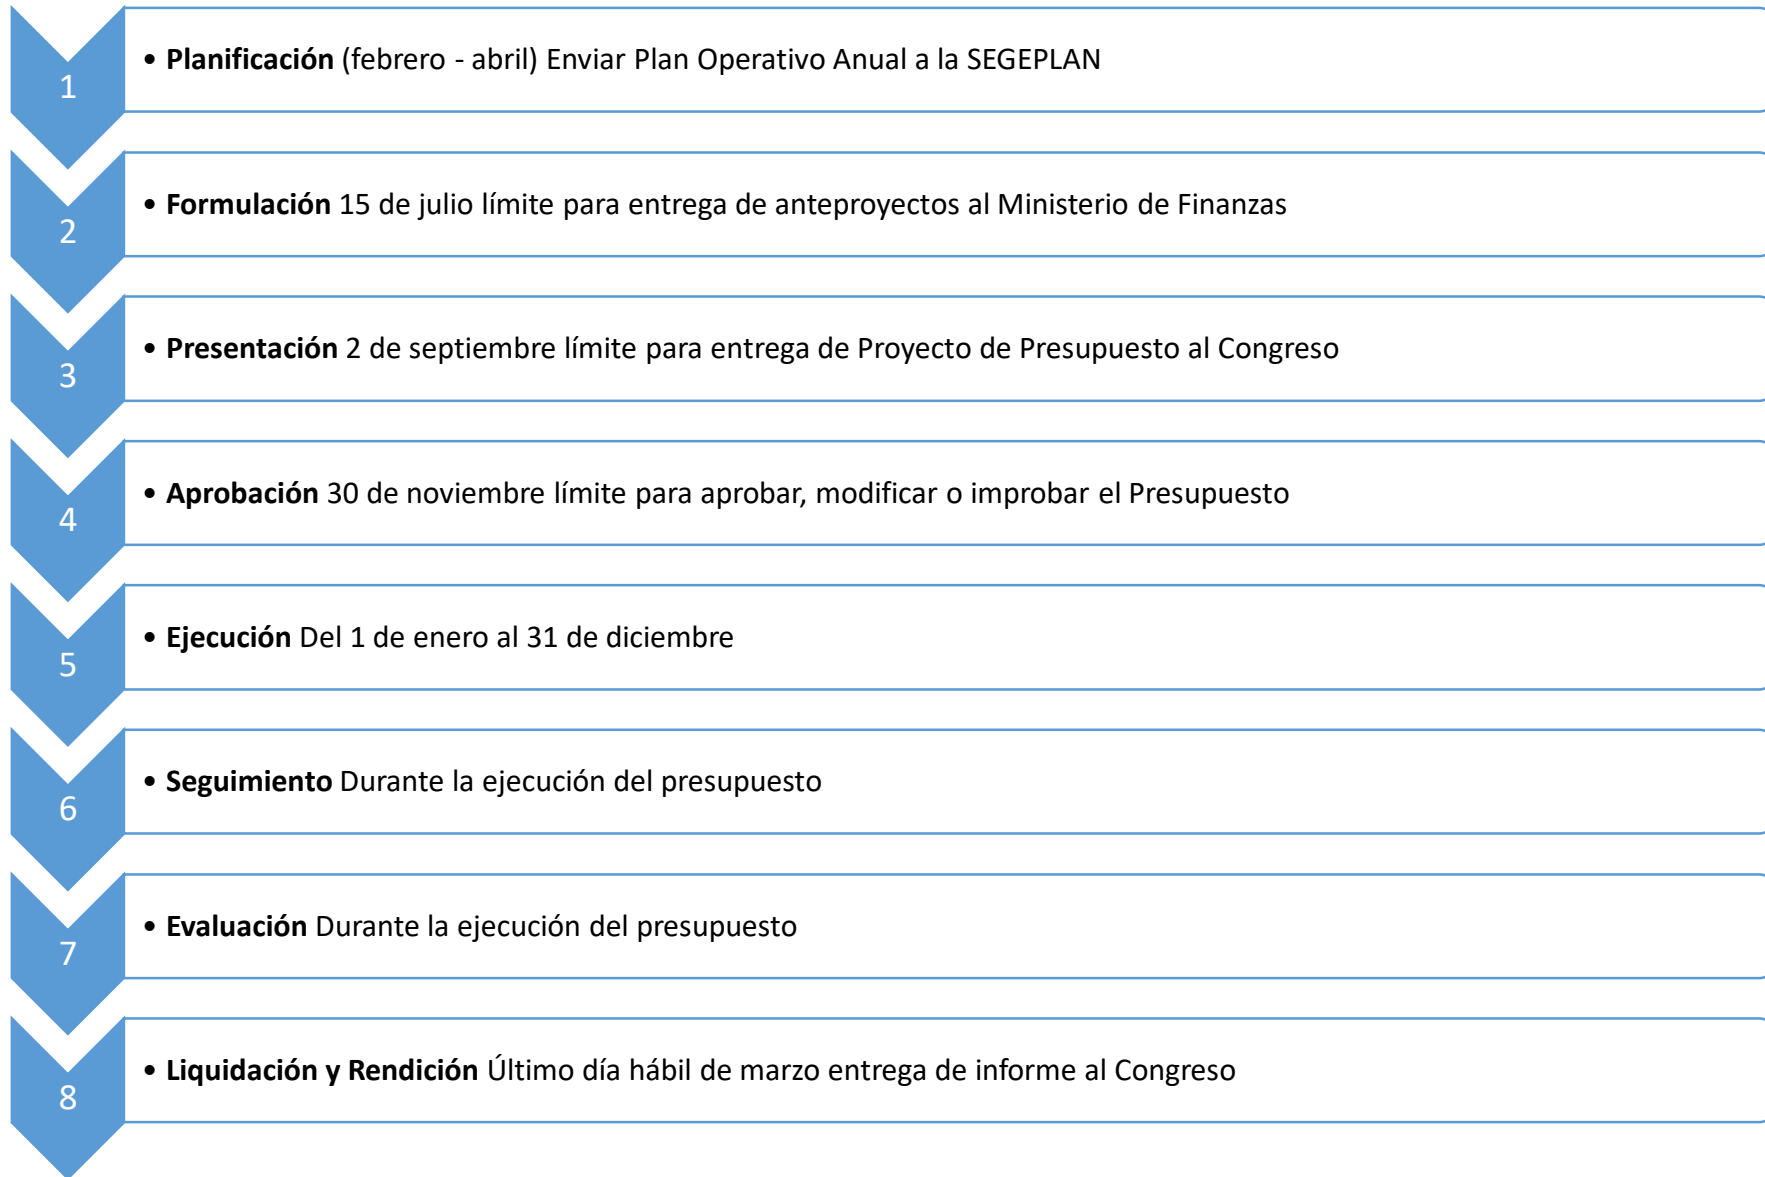 1
• Planificación (febrero - abril) Enviar Plan Operativo Anual a la SEGEPLAN
2
• Formulación 15 de julio límite para entrega de anteproyectos al Ministerio de Finanzas
3
• Presentación 2 de septiembre límite para entrega de Proyecto de Presupuesto al Congreso
4
• Aprobación 30 de noviembre límite para aprobar, modificar o improbar el Presupuesto
5
• Ejecución Del 1 de enero al 31 de diciembre
6
• Seguimiento Durante la ejecución del presupuesto
7
• Evaluación Durante la ejecución del presupuesto
8
• Liquidación y Rendición Último día hábil de marzo entrega de informe al Congreso